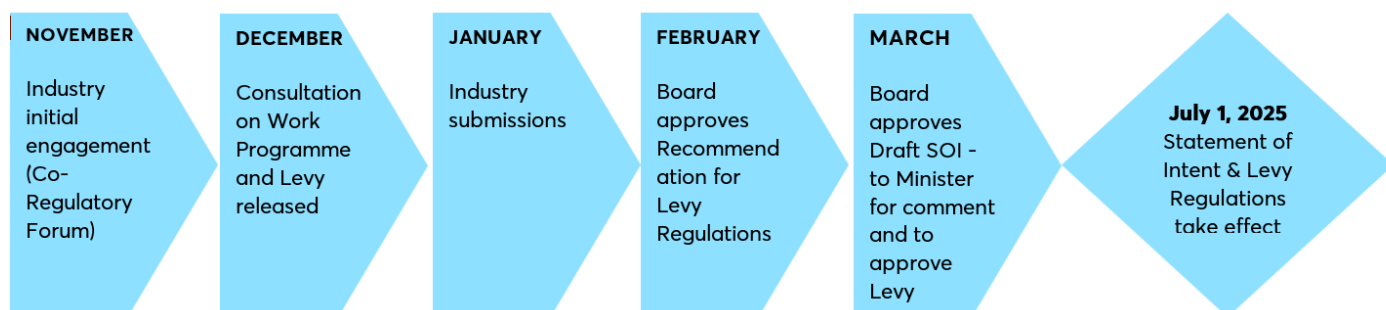 NOVEMBER
Industry
initial
engagement
(Co-
Regulatory
Forum)
DECEMBER
Consultation
on Work
Programme
and Levy
released
JANUARY
Industry
submissions
FEBRUARY
Board
approves
Recommend
ation for
Levy
Regulations
MARCH
Board
approves
Draft SOI -
to Minister
for comment
and to
approve
Levy
July 1, 2025
Statement of
Intent & Levy
Regulations
take effect